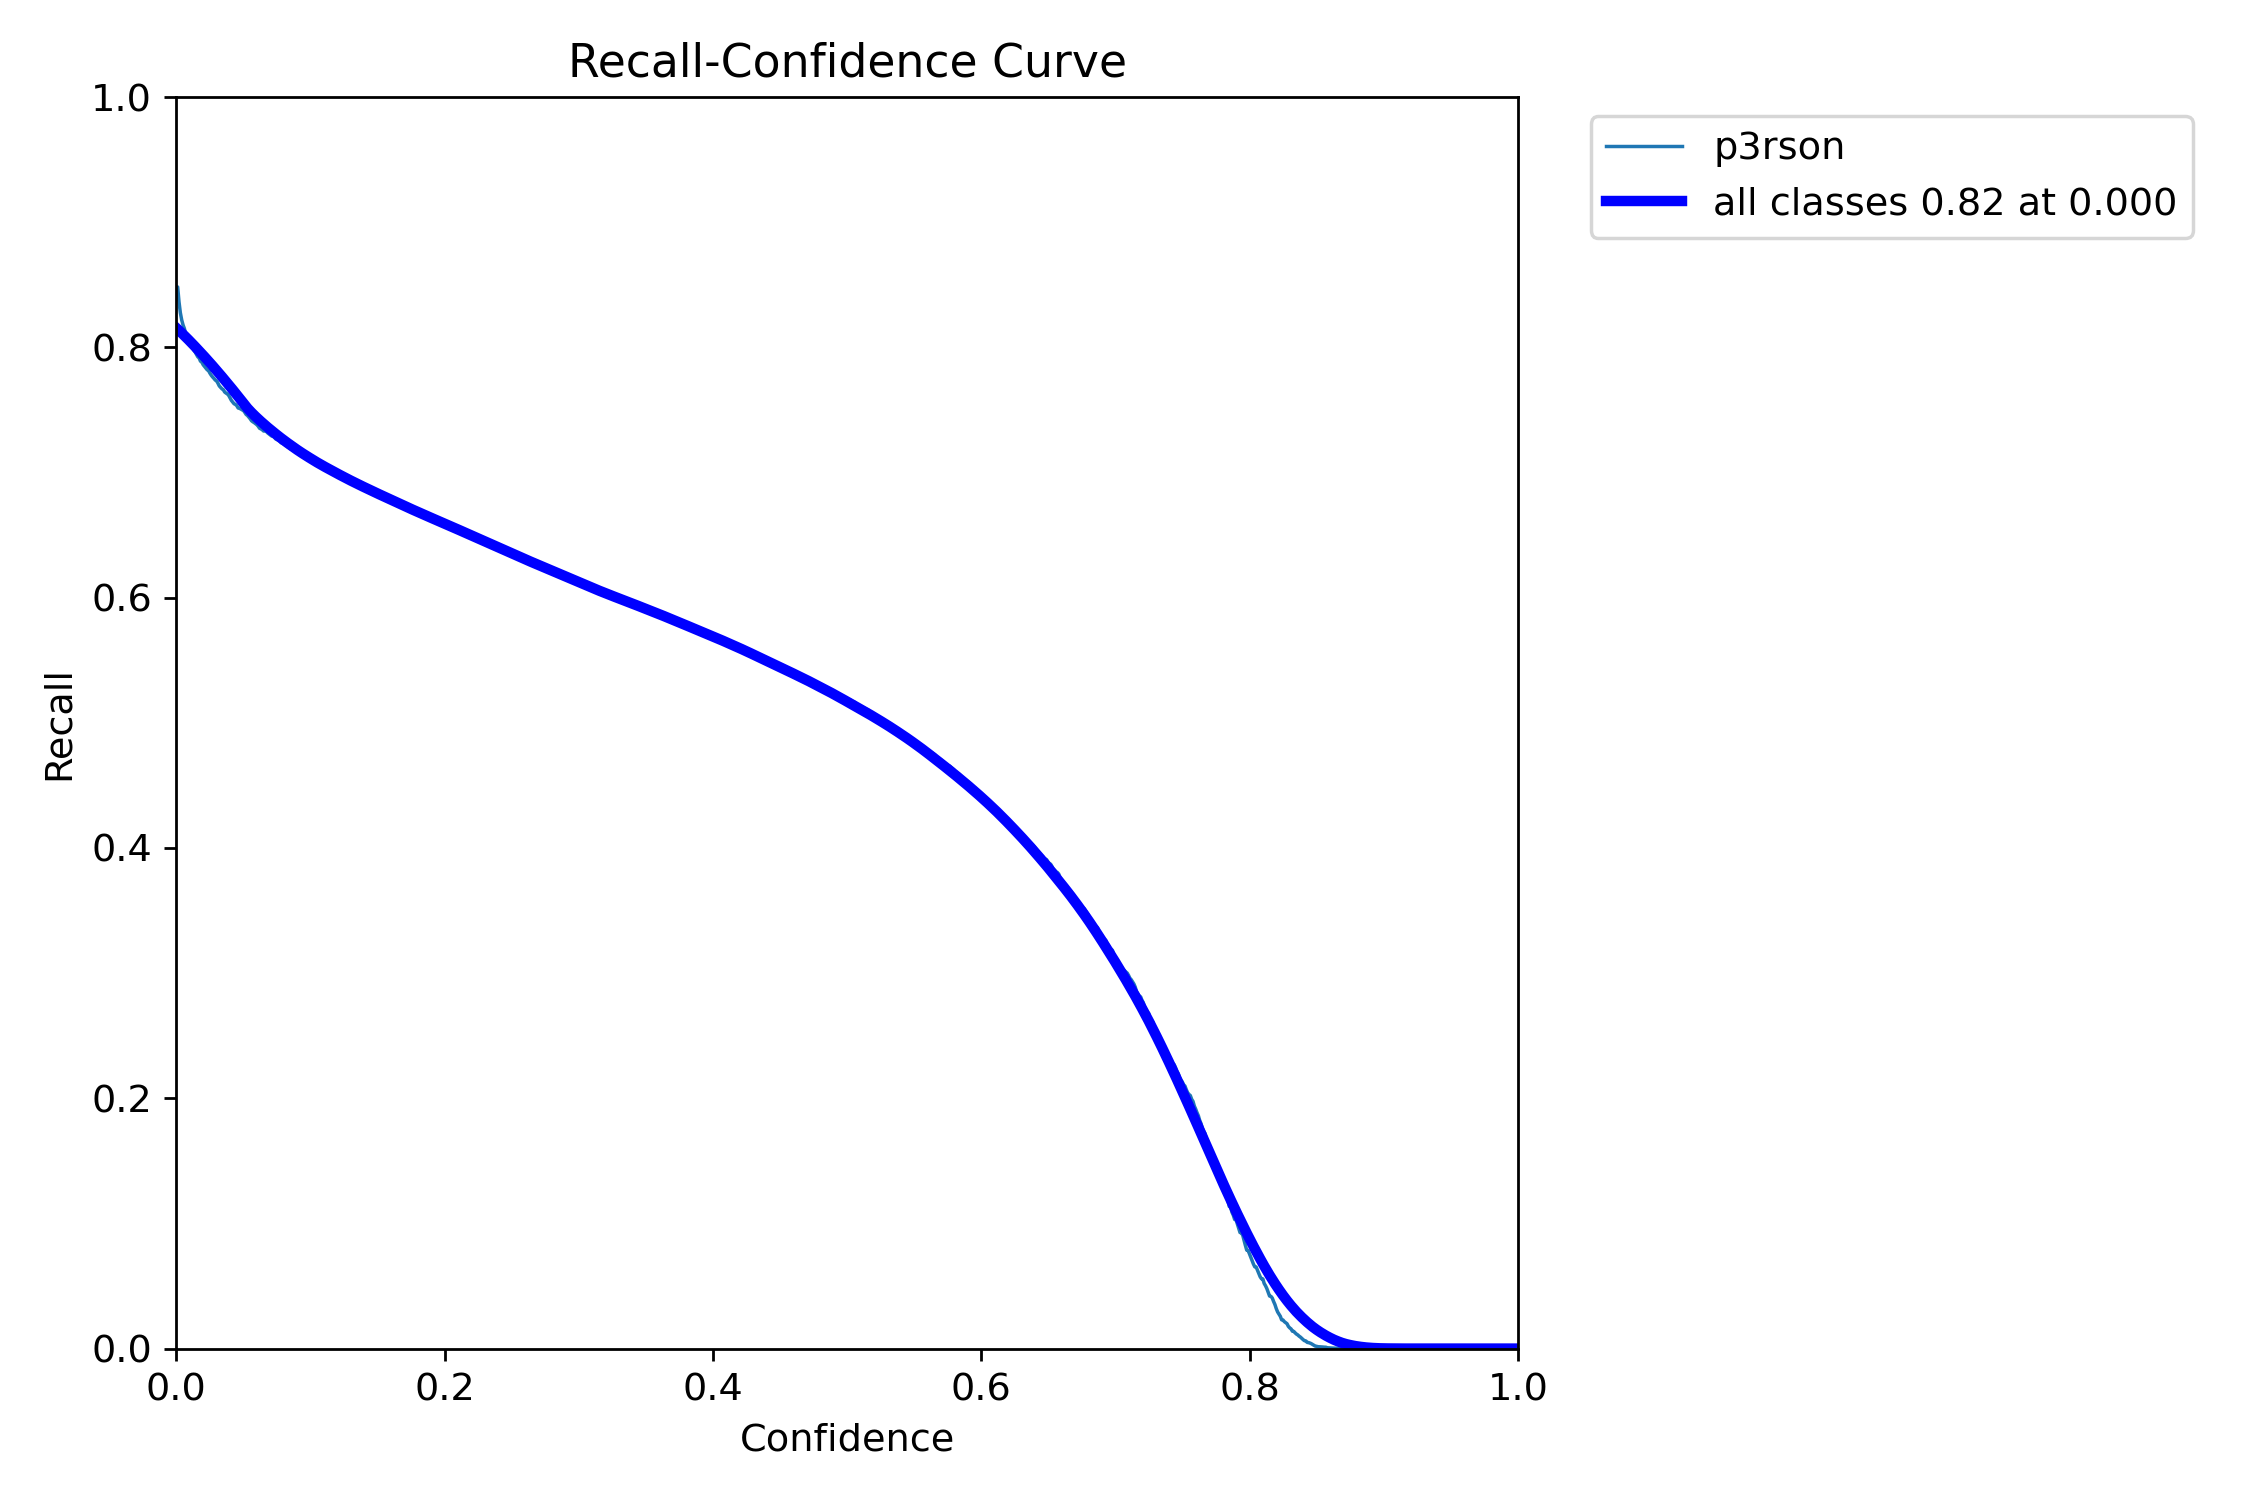 Recall-Confidence Curve
1.0
0.8
0.6
0.4
0.2
0.0
Recall
0.0 0.2 0.4 0.6 0.8 1.0
Confidence
p3rson
all classes 0.82 at 0.000